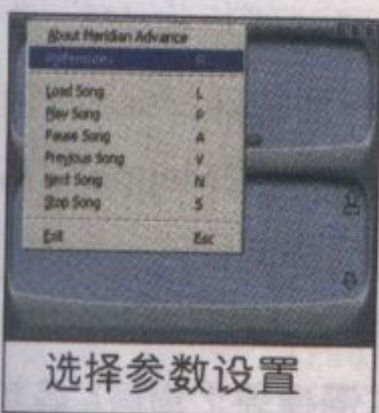 About Meridian Advance
Preferences R
Load Song L
Play Song P
Pause Song A
Previous Song V
Next Song N
Stop Song S
Exit Esc
选择参数设置